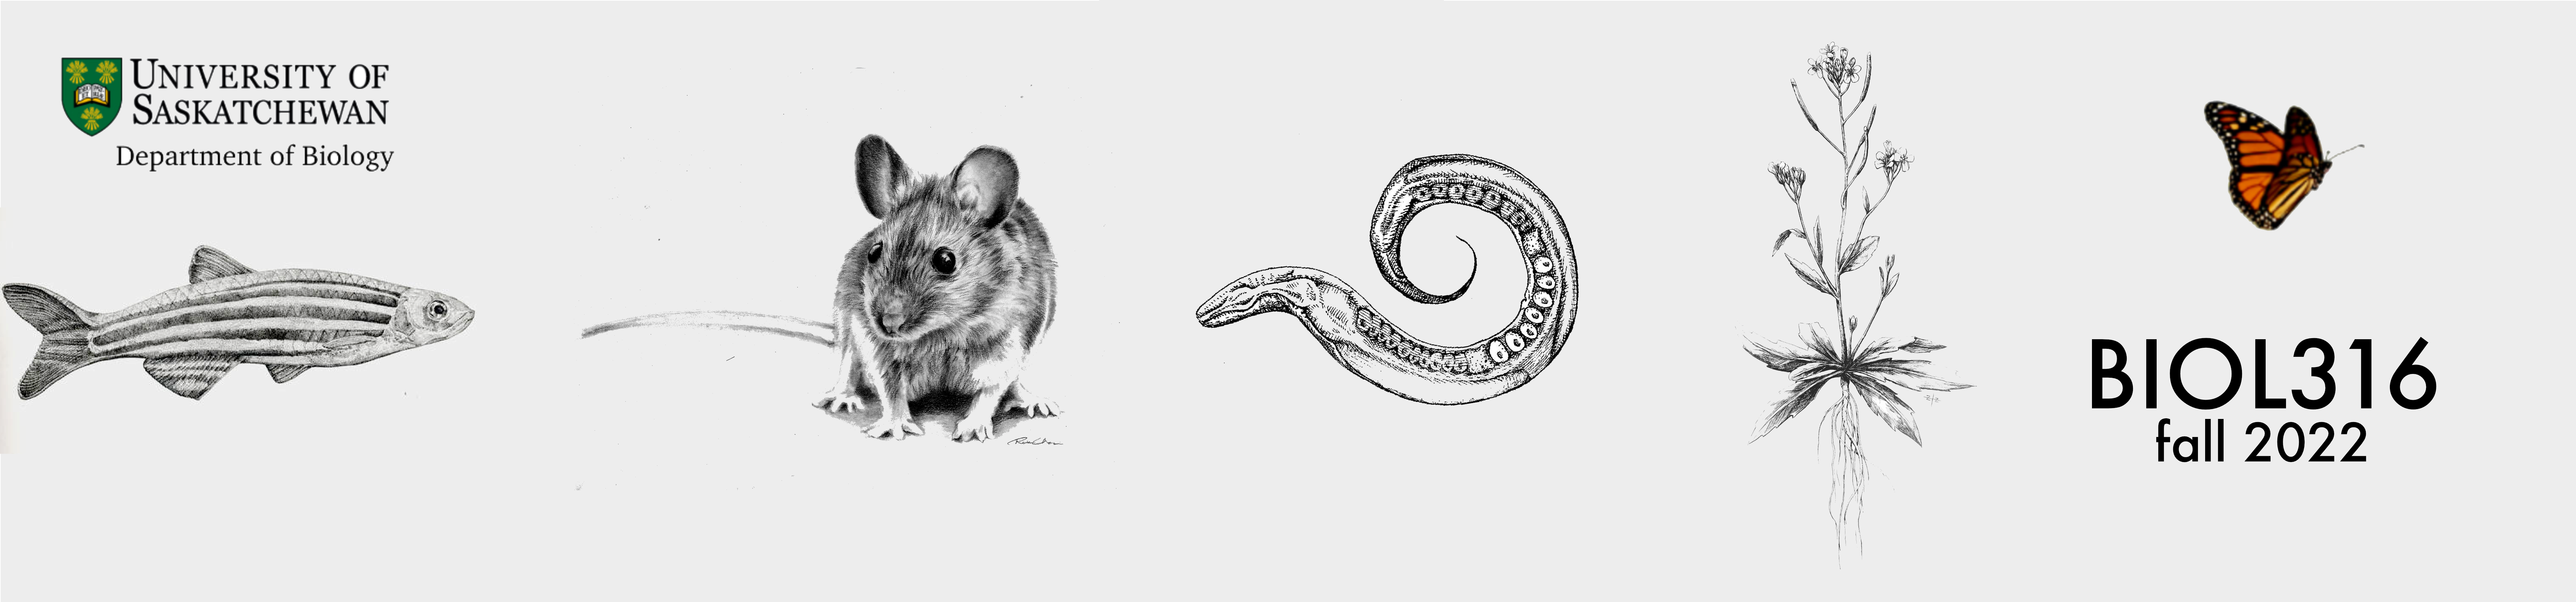 UNIVERSITY OF
SASKATCHEWAN
Department of Biology
BIOL316
fall 2022